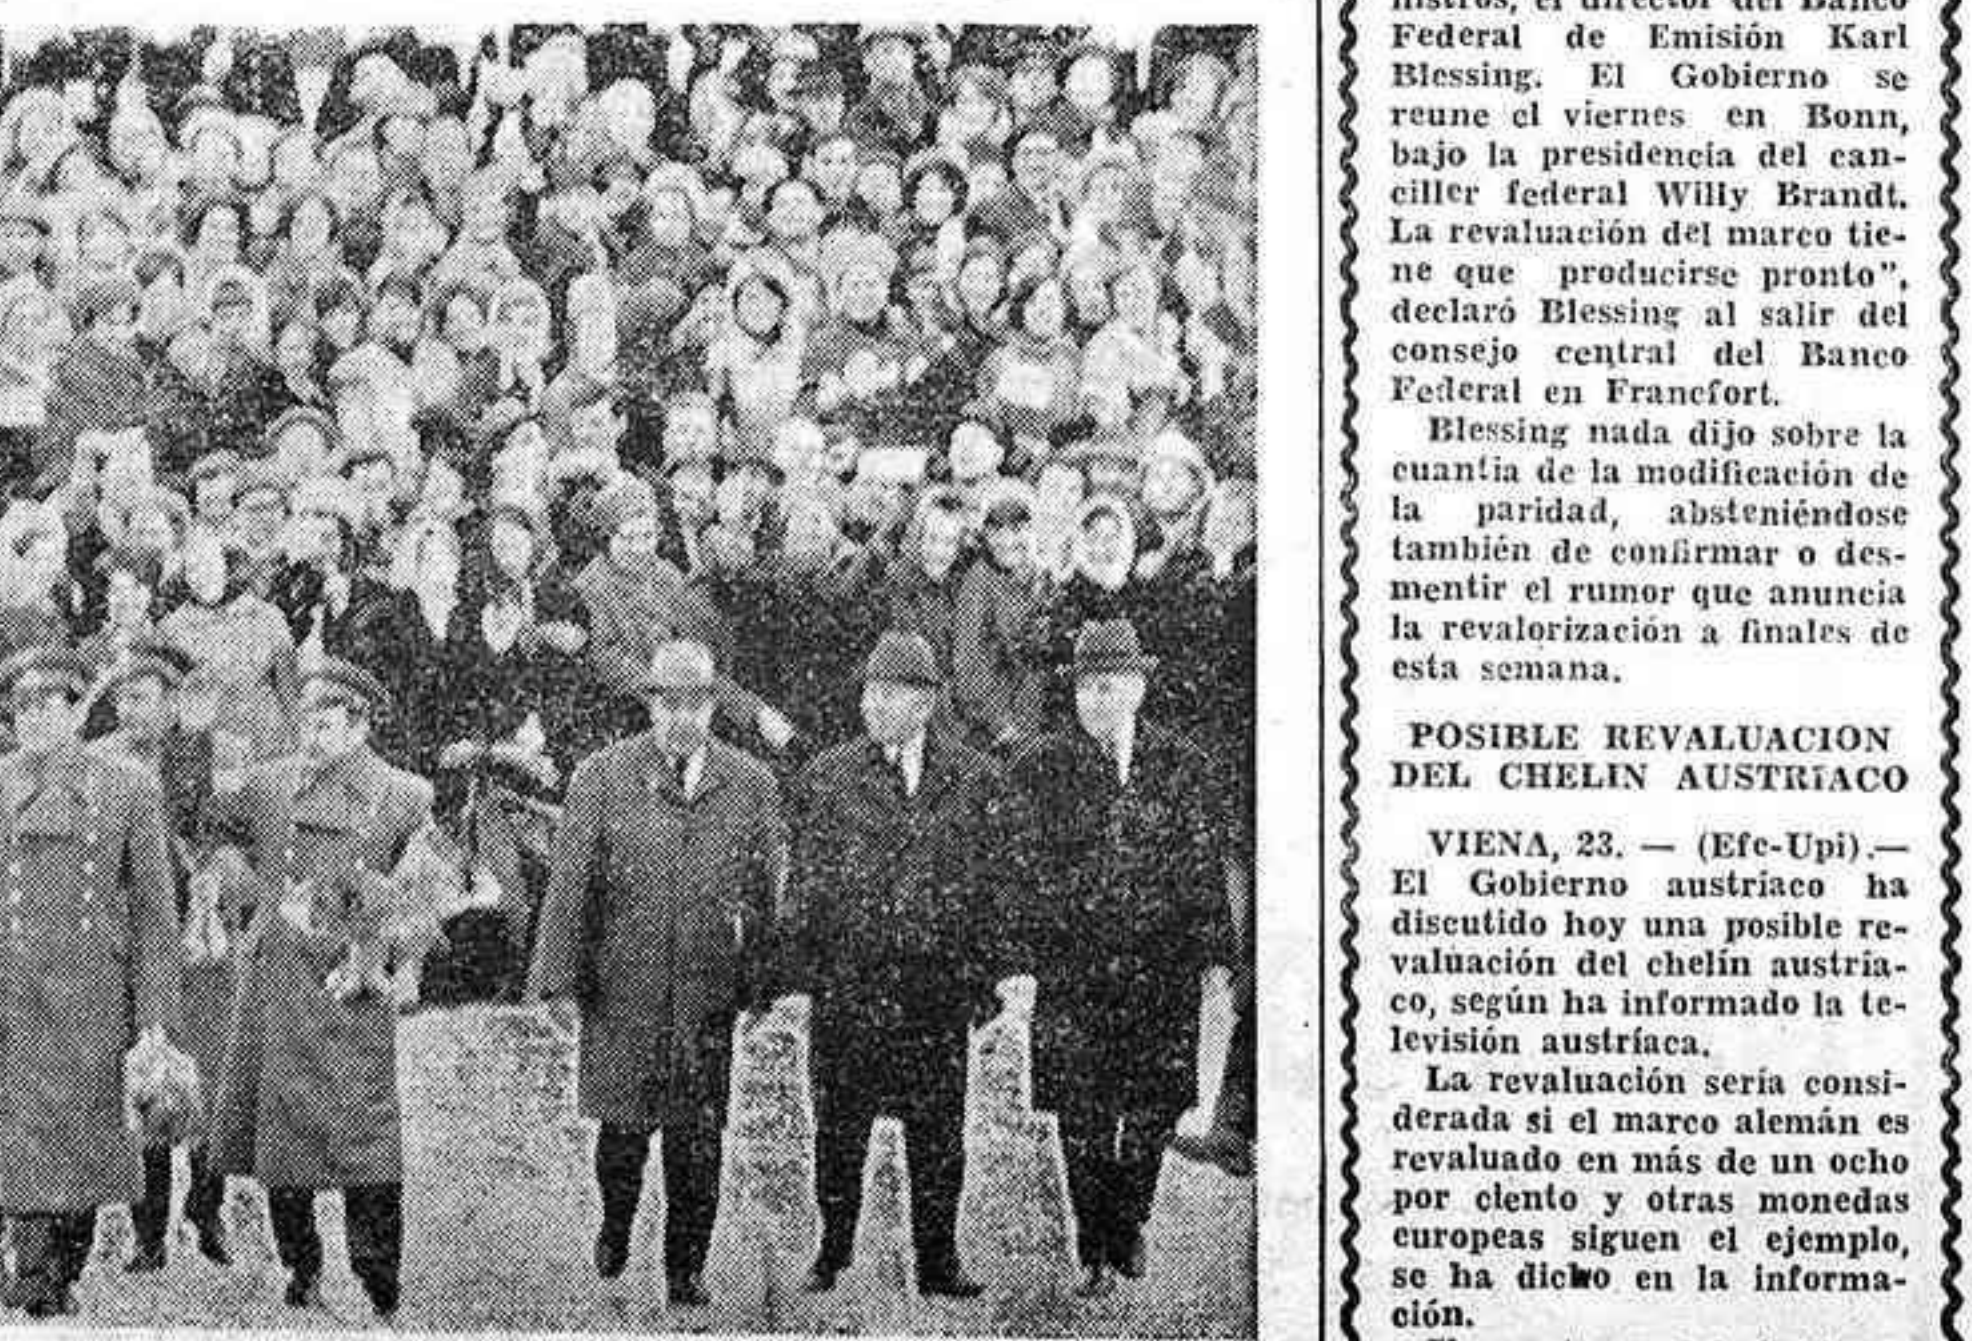 nistros, el director del Banco
Federal de Emisión Karl
Blessing. El Gobierno se
reune el viernes en Bonn,
bajo la presidencia del can-
ciller federal Willy Brandt.
La revaluación del marco tie-
ne que producirse pronto",
declaró Blessing al salir del
consejo central del Banco
Federal en Francfort.
Blessing nada dijo sobre la
cuantia de la modificación de
la paridad, absteniéndose
también de confirmar o des-
mentir el rumor que anuncia
la revalorización a finales de
esta semana.
POSIBLE REVALUACION
DEL CHELIN AUSTRIACO
VIENA, 23. — (Efe-Upi).—
El Gobierno austriaco ha
discutido hoy una posible re-
valuación del chelín austria-
co, según ha informado la te-
levisión austríaca.
La revaluación sería consi-
derada si el marco alemán es
revaluado en más de un ocho
por ciento y otras monedas
europeas siguen el ejemplo,
se ha dicho en la informa-
ción.